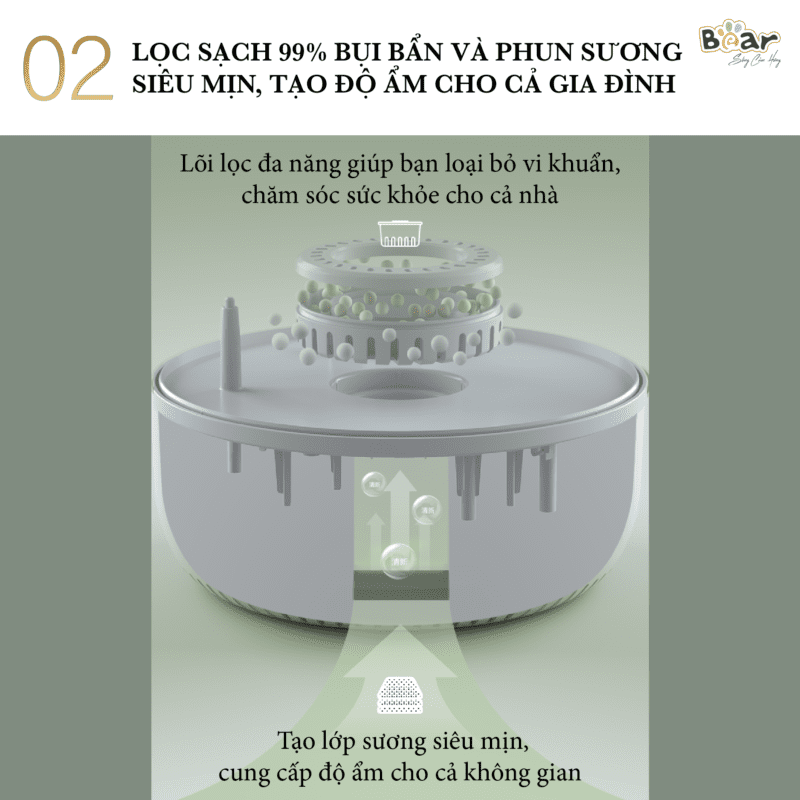 02
LỌC SẠCH 99% BỤI BẨN VÀ PHUN SƯƠNG
SIÊU MỊN, TẠO ĐỘ ẨM CHO CẢ GIA ĐÌNH
Bear
Lõi lọc đa năng giúp bạn loại bỏ vi khuẩn,
chăm sóc sức khỏe cho cả nhà
Tạo lớp sương siêu mịn,
cung cấp độ ẩm cho cả không gian